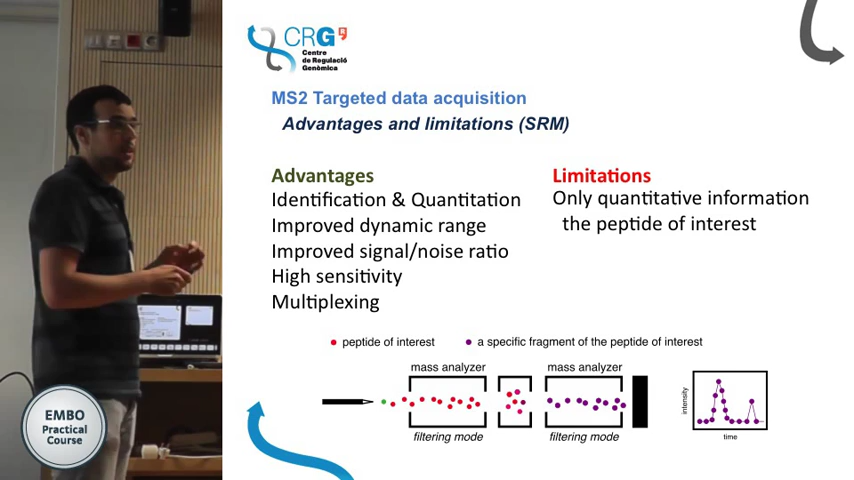 CRG
Centre
de Regulació
Genòmica
MS2 Targeted data acquisition
Advantages and limitations (SRM)
Advantages
Identification & Quantitation
Improved dynamic range
Improved signal/noise ratio
High sensitivity
Multiplexing
Limitations
Only quantitative information
the peptide of interest
peptide of interest
a specific fragment of the peptide of interest
mass analyzer
mass analyzer
filtering mode
filtering mode
intensity
time
EMBO
Practical
Course